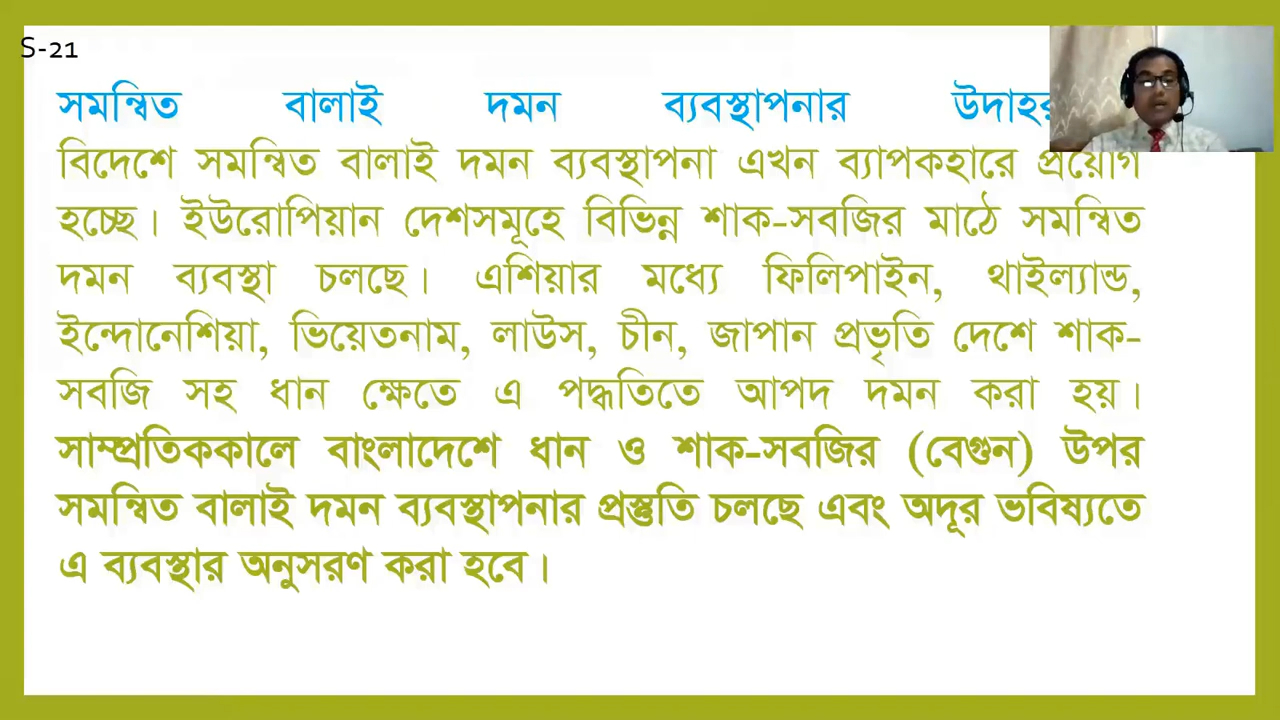 S-21
সমন্বিত বালাই দমন ব্যবস্থাপনার
বিদেশে সমন্বিত বালাই দমন ব্যবস্থাপনা এখন ব্যাপকহারে প্রয়োগ
হচ্ছে। ইউরোপিয়ান দেশসমূহে বিভিন্ন শাক-সবজির মাঠে সমন্বিত
দমন ব্যবস্থা চলছে। এশিয়ার মধ্যে ফিলিপাইন, থাইল্যান্ড,
ইন্দোনেশিয়া, ভিয়েতনাম, লাউস, চীন, জাপান প্রভৃতি দেশে শাক-
সবজি সহ ধান ক্ষেতে এ পদ্ধতিতে আপদ দমন করা হয়।
সাম্প্রতিককালে বাংলাদেশে ধান ও শাক-সবজির (বেগুন) উপর
সমন্বিত বালাই দমন ব্যবস্থাপনার প্রস্তুতি চলছে এবং অদূর ভবিষ্যতে
এ ব্যবস্থার অনুসরণ করা হবে।